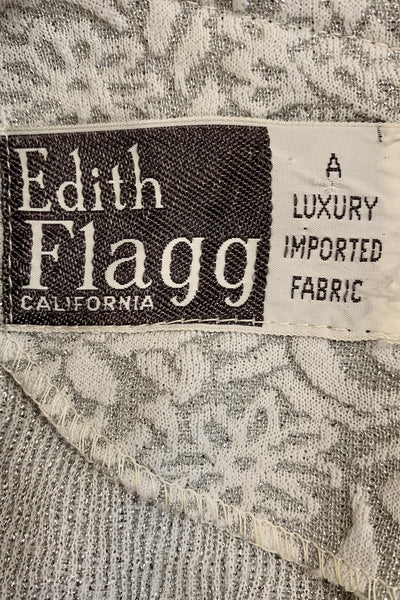 Edith
Flagg
CALIFORNIA
A
LUXURY
IMPORTED
FABRIC